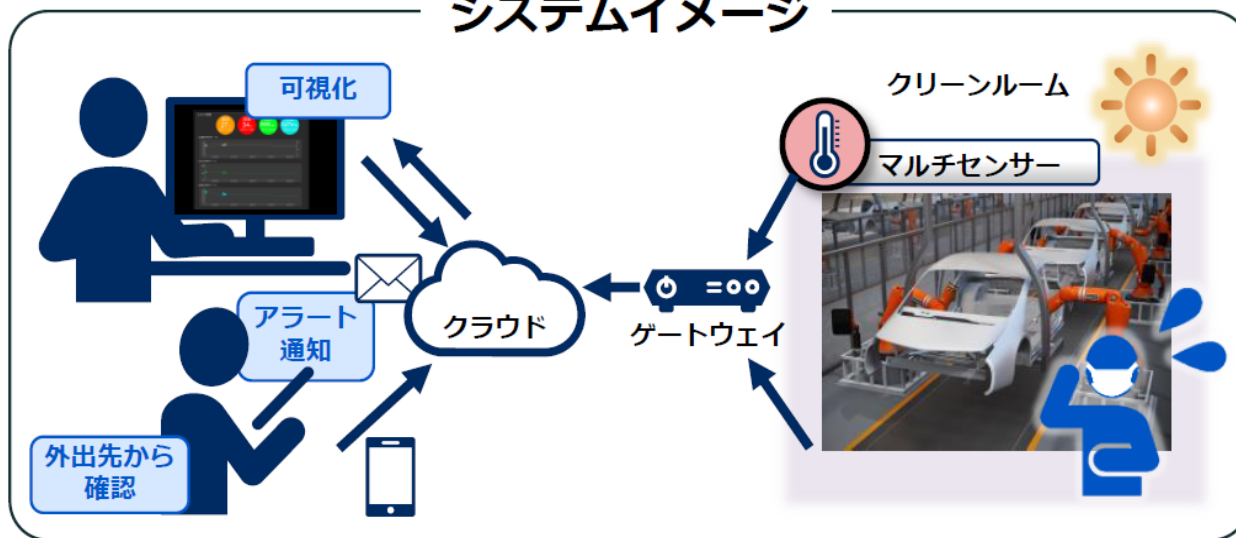 システムイメージ
可視化
クリーンルーム
マルチセンサー
アラート
通知
クラウド
ゲートウェイ
外出先から
確認